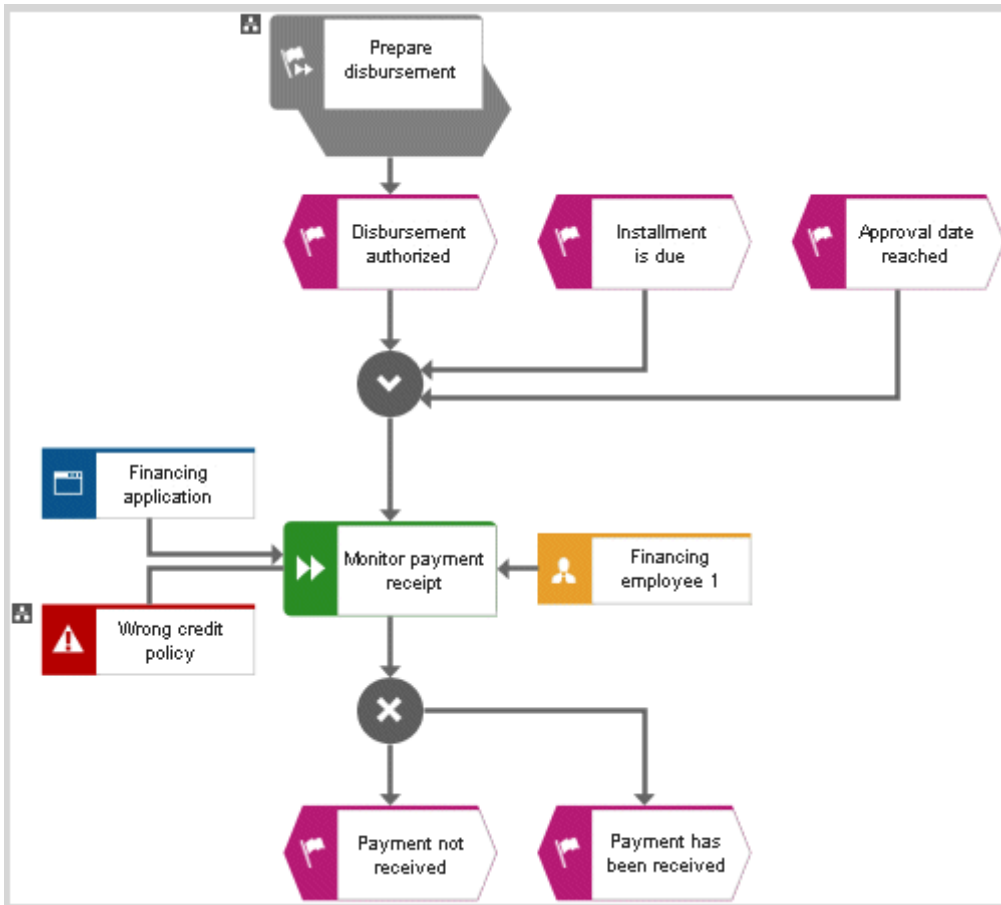 Prepare
disbursement
Disbursement
authorized
Installment
is due
Approval date
reached
Financing
application
Monitor payment
receipt
Financing
employee 1
Wrong credit
policy
Payment not
received
Payment has
been received